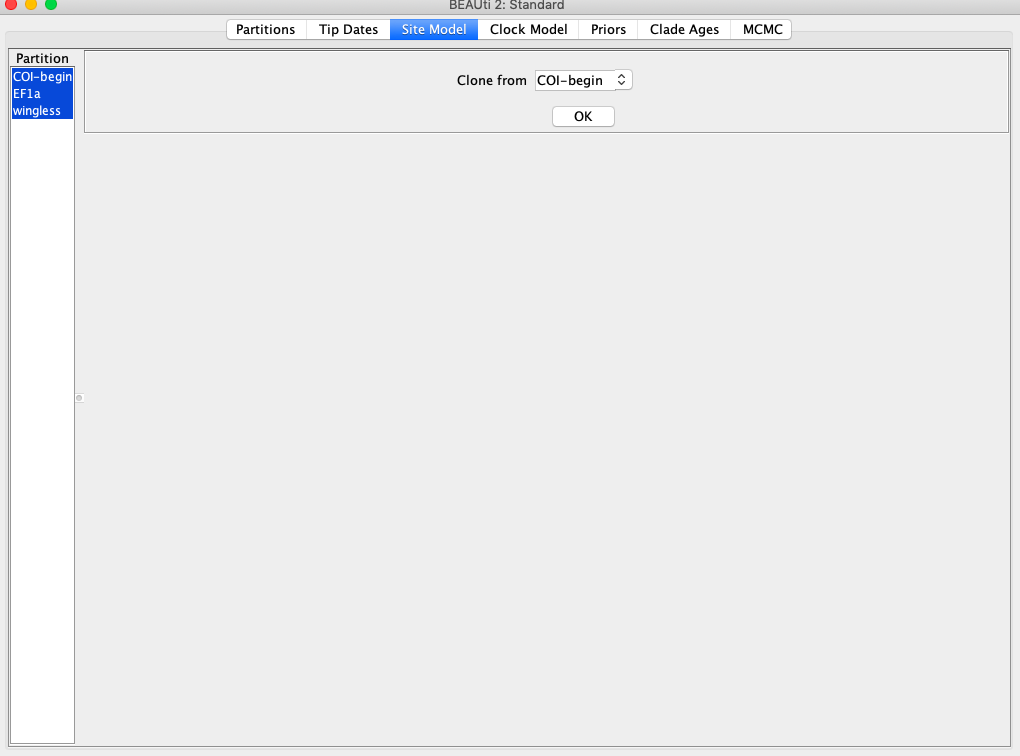 BEAUti 2: Standard
Partitions Tip Dates Site Model Clock Model Priors Clade Ages MCMC
Partition
COI-begin
EF1a
wingless
Clone from COI-begin
OK